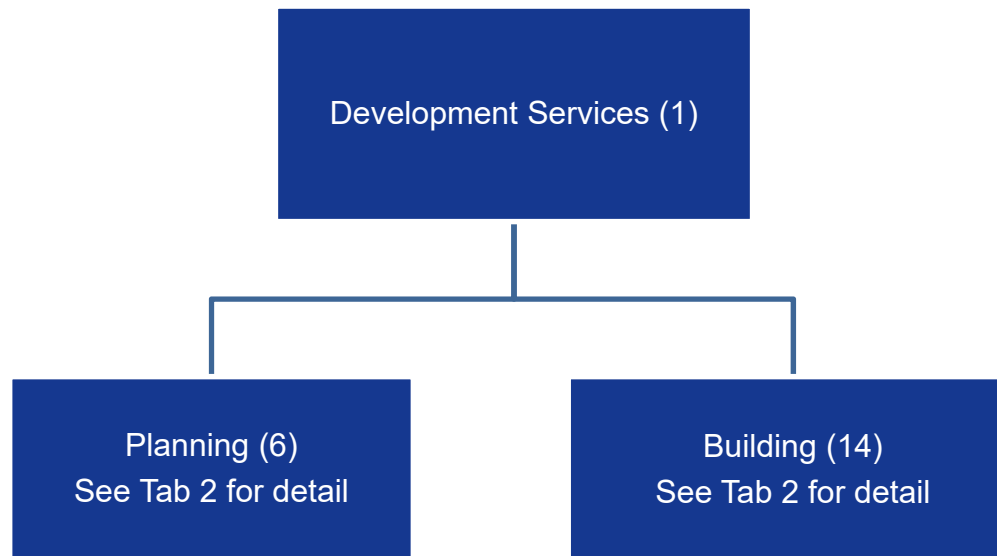 Development Services (1)
Planning (6)
See Tab 2 for detail
Building (14)
See Tab 2 for detail